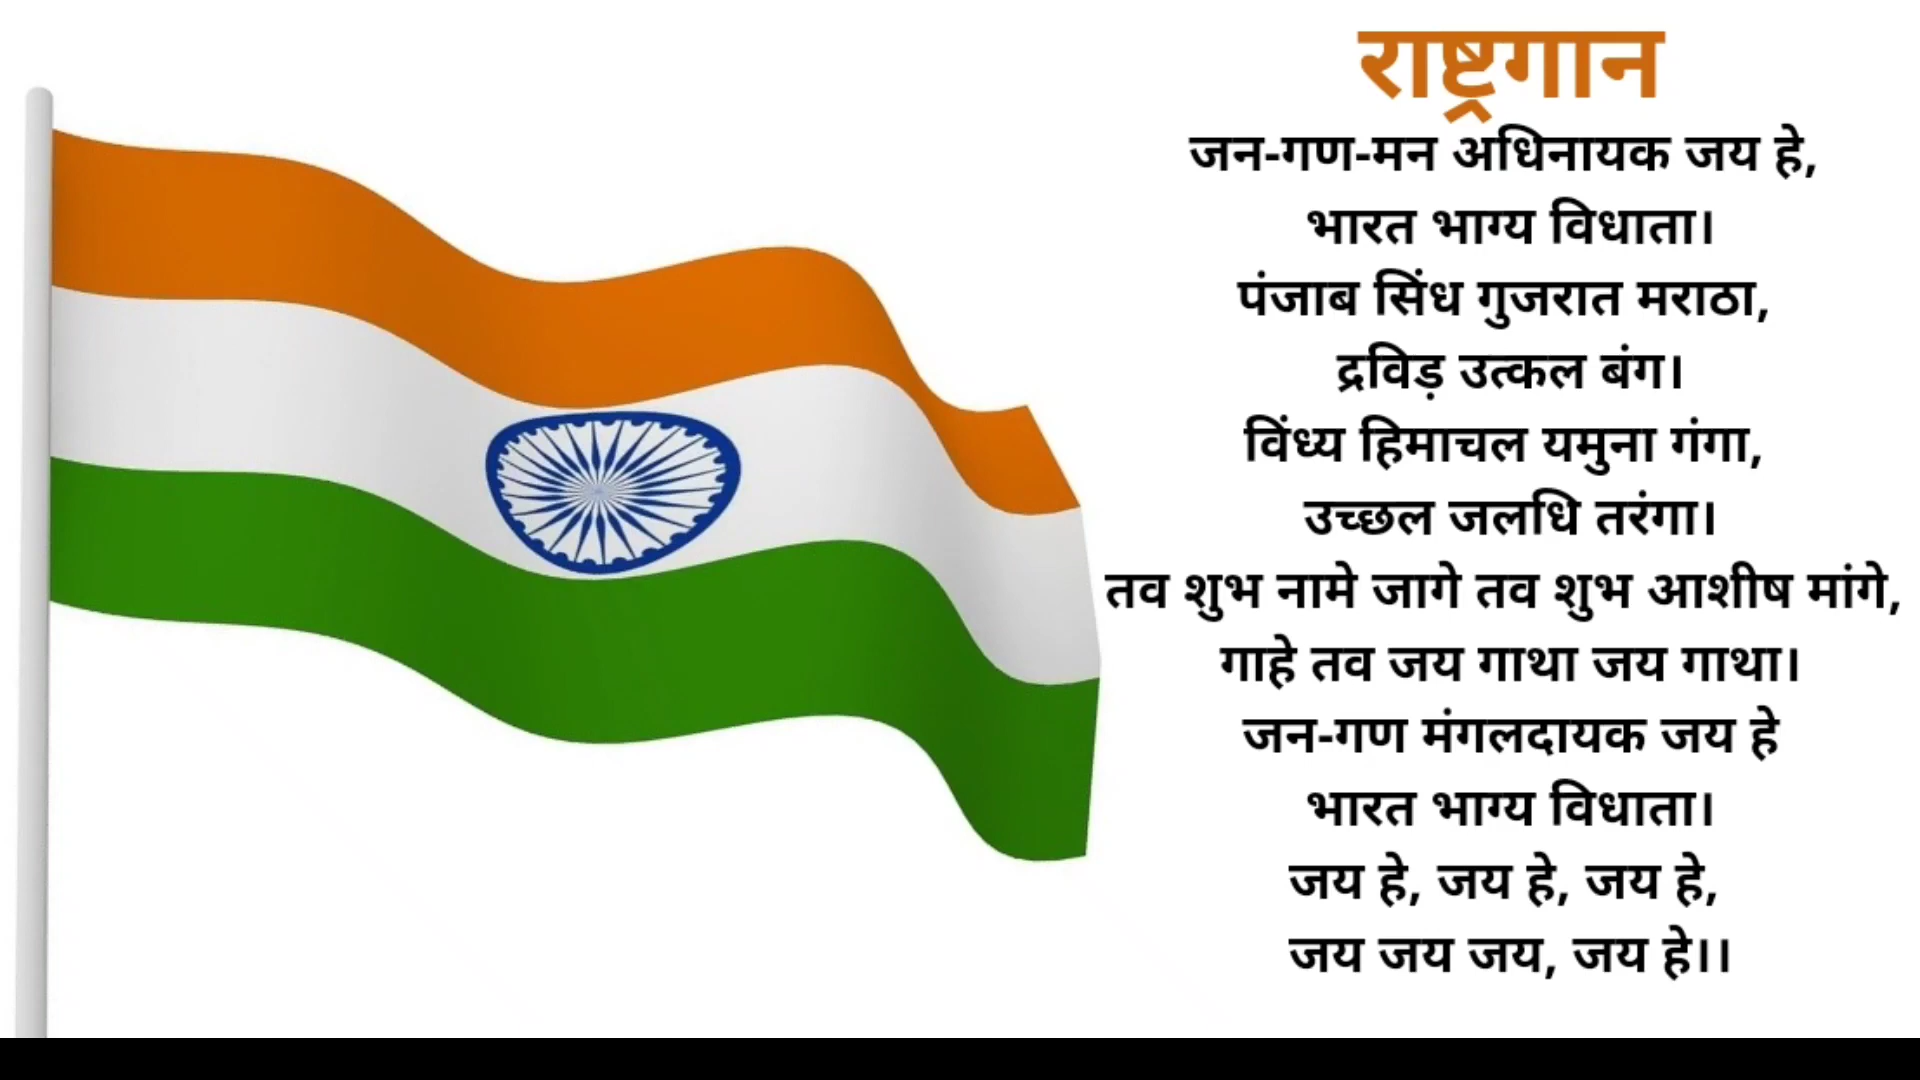 राष्ट्रगान
जन-गण-मन अधिनायक जय हे,
भारत भाग्य विधाता।
पंजाब सिंध गुजरात मराठा,
द्रविड़ उत्कल बंग।
विंध्य हिमाचल यमुना गंगा,
उच्छल जलधि तरंगा।
तव शुभ नामे जागे तव शुभ आशीष मांगे,
गाहे तव जय गाथा जय गाथा।
जन-गण मंगलदायक जय हे
भारत भाग्य विधाता।
जय हे, जय हे, जय हे,
जय जय जय, जय हे।।